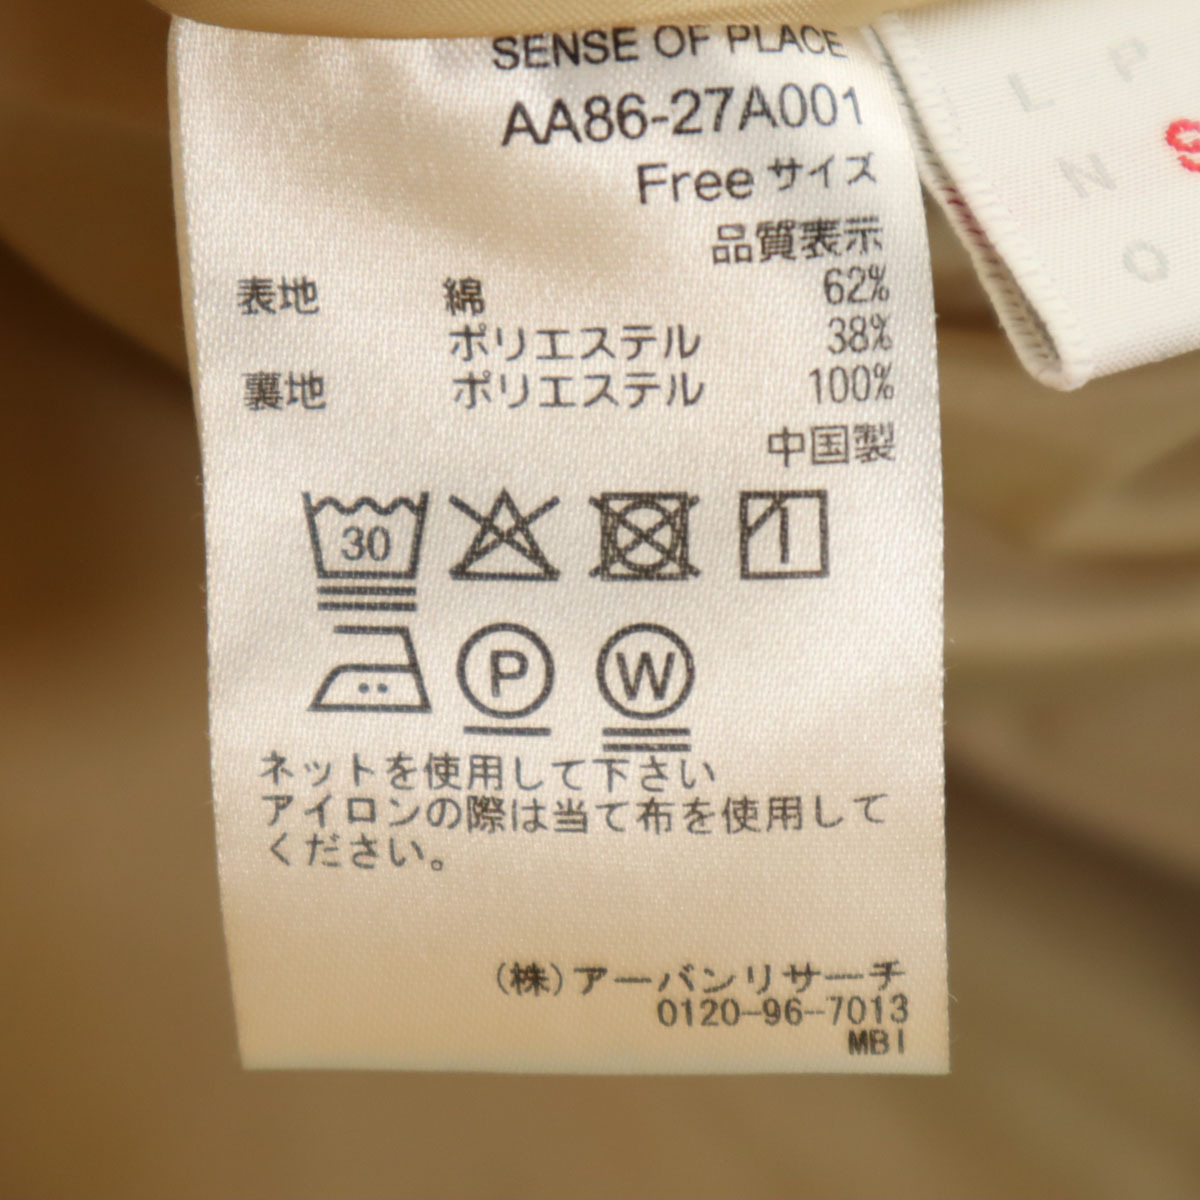 SENSE OF PLACE
AA86-27A001
Free サイズ
品質表示
表地 綿 62%
ポリエステル 38%
裏地 ポリエステル 100%
中国製
30
P W
ネットを使用して下さい
アイロンの際は当て布を使用して
ください。
(株)アーバンリサーチ
0120-96-7013
MBI
L P
N
O
9